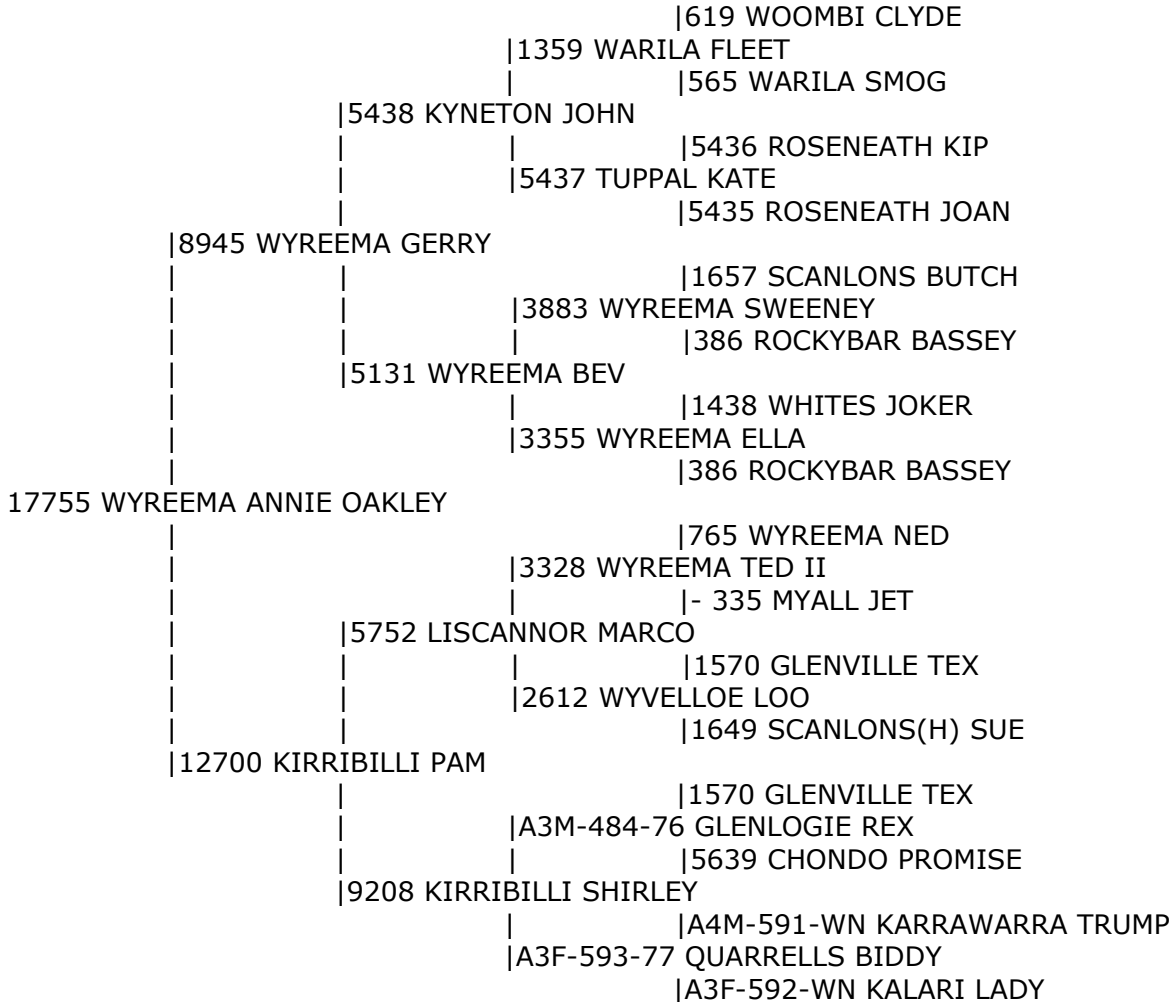 |619 WOOMBI CLYDE
|1359 WARILA FLEET
| |565 WARILA SMOG
|5438 KYNETON JOHN
| | |5436 ROSENEATH KIP
| |5437 TUPPAL KATE
| |5435 ROSENEATH JOAN
|8945 WYREEMA GERRY
| | |1657 SCANLONS BUTCH
| | |3883 WYREEMA SWEENEY
| | | |386 ROCKYBAR BASSEY
| |5131 WYREEMA BEV
| | |1438 WHITES JOKER
| |3355 WYREEMA ELLA
| |386 ROCKYBAR BASSEY
17755 WYREEMA ANNIE OAKLEY
| |765 WYREEMA NED
| |3328 WYREEMA TED II
| | |- 335 MYALL JET
| |5752 LISCANNOR MARCO
| | | |1570 GLENVILLE TEX
| | |2612 WYVELLOE LOO
| | |1649 SCANLONS(H) SUE
|12700 KIRRIBILLI PAM
| |1570 GLENVILLE TEX
| |A3M-484-76 GLENLOGIE REX
| | |5639 CHONDO PROMISE
|9208 KIRRIBILLI SHIRLEY
| |A4M-591-WN KARRAWARRA TRUMP
|A3F-593-77 QUARRELLS BIDDY
|A3F-592-WN KALARI LADY